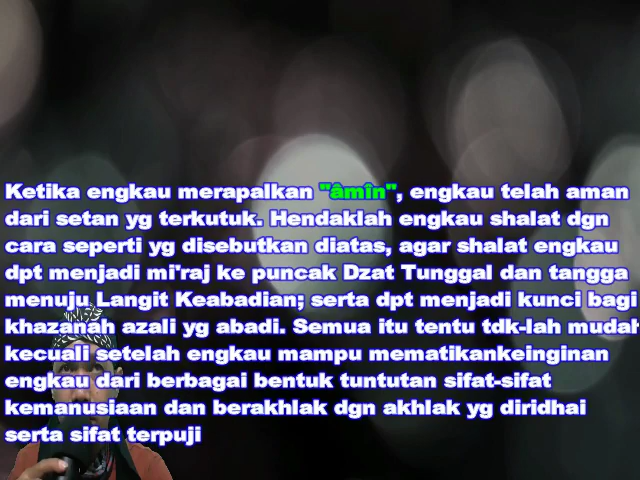 Ketika engkau merapalkan "âmîn", engkau telah aman
dari setan yg terkutuk. Hendaklah engkau shalat dgn
cara seperti yg disebutkan diatas, agar shalat engkau
dpt menjadi mi'raj ke puncak Dzat Tunggal dan tangga
menuju Langit Keabadian; serta dpt menjadi kunci bagi
khazanah azali yg abadi. Semua itu tentu tdk-lah mudah
kecuali setelah engkau mampu mematikankeinginan
engkau dari berbagai bentuk tuntutan sifat-sifat
kemanusiaan dan berakhlak dgn akhlak yg diridhai
serta sifat terpuji